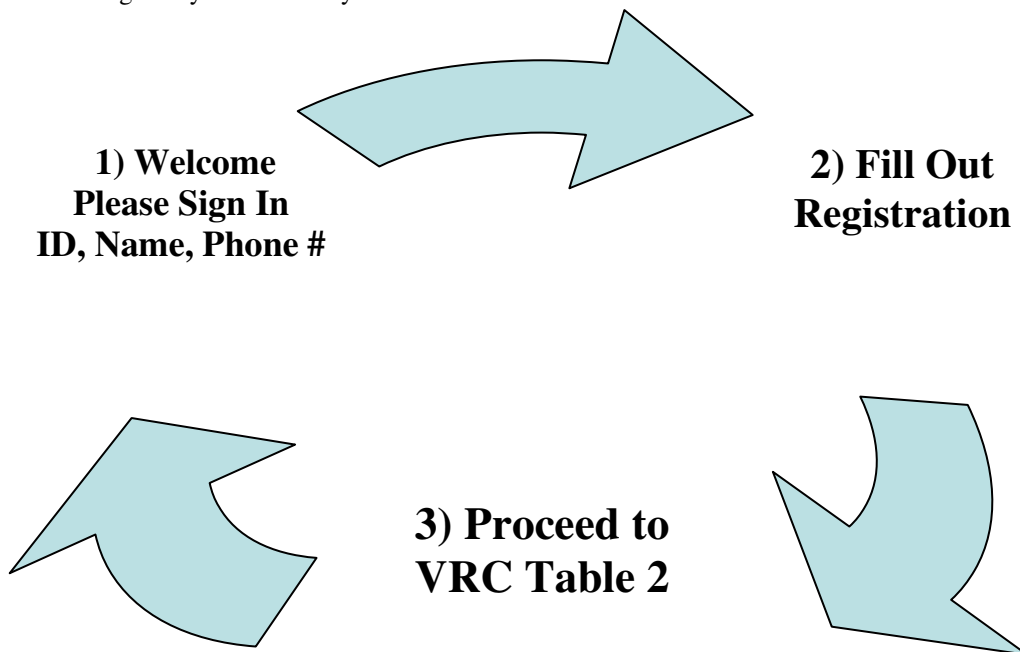 1) Welcome
Please Sign In
ID, Name, Phone #
2) Fill Out
Registration
3) Proceed to
VRC Table 2